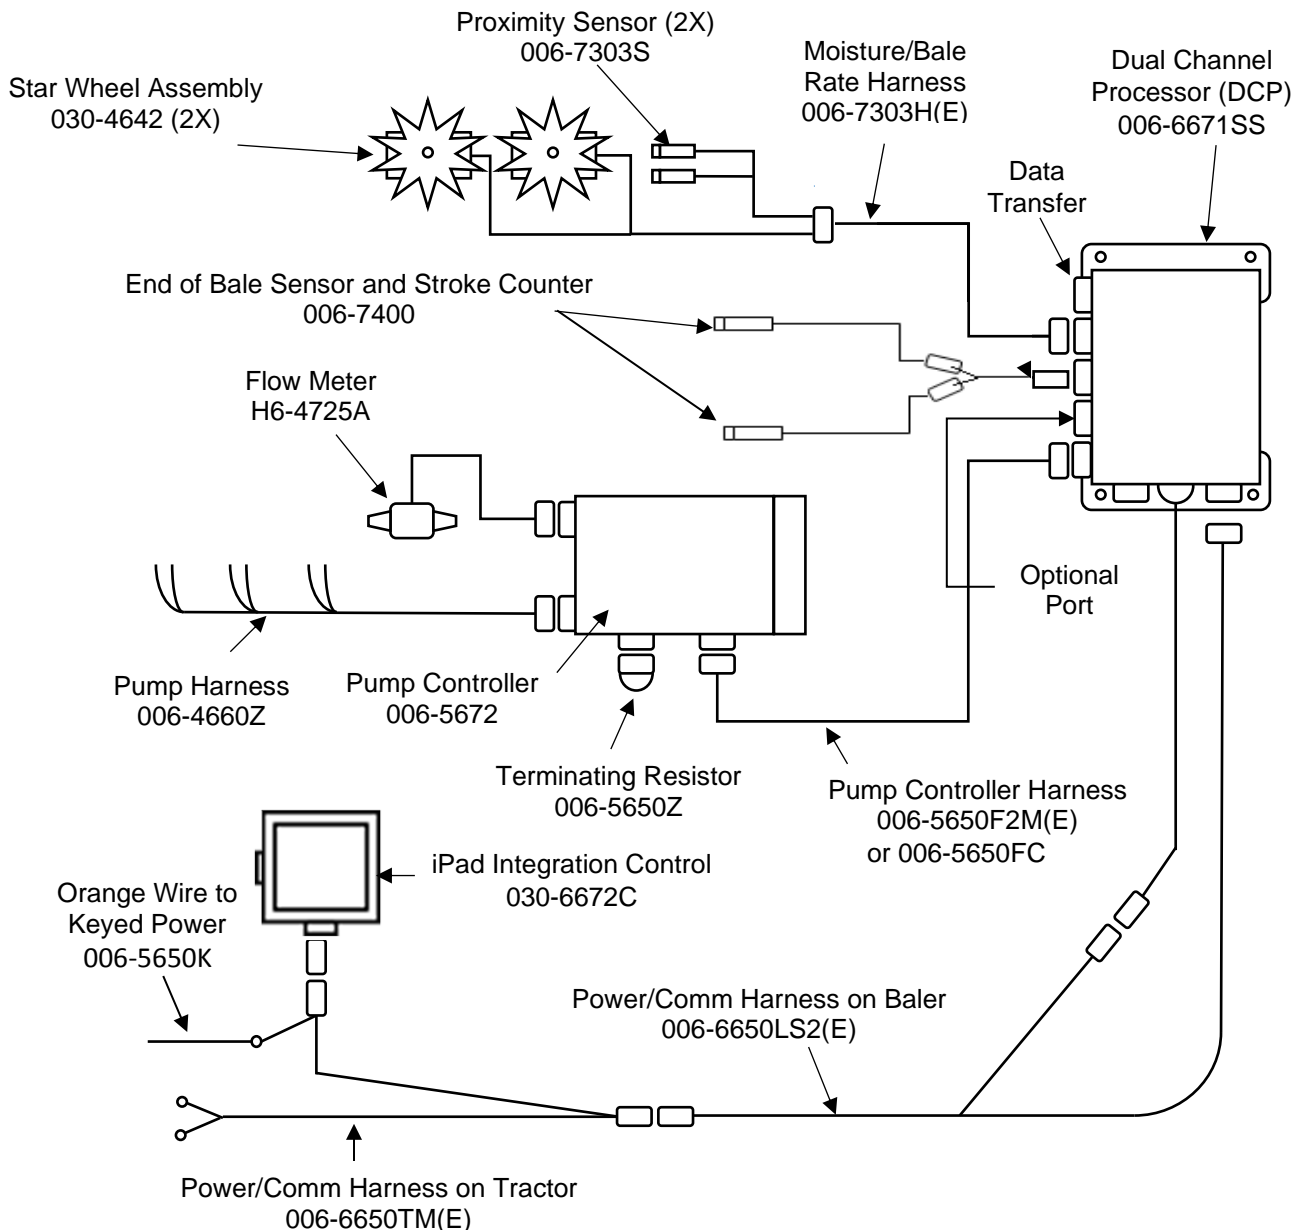 Proximity Sensor (2X)
006-7303S
Moisture/Bale
Rate Harness
006-7303H(E)
Dual Channel
Processor (DCP)
006-6671SS
Star Wheel Assembly
030-4642 (2X)
Data
Transfer
End of Bale Sensor and Stroke Counter
006-7400
Flow Meter
H6-4725A
Optional
Port
Pump Harness
006-4660Z
Pump Controller
006-5672
Terminating Resistor
006-5650Z
Pump Controller Harness
006-5650F2M(E)
or 006-5650FC
iPad Integration Control
030-6672C
Orange Wire to
Keyed Power
006-5650K
Power/Comm Harness on Baler
006-6650LS2(E)
Power/Comm Harness on Tractor
006-6650TM(E)